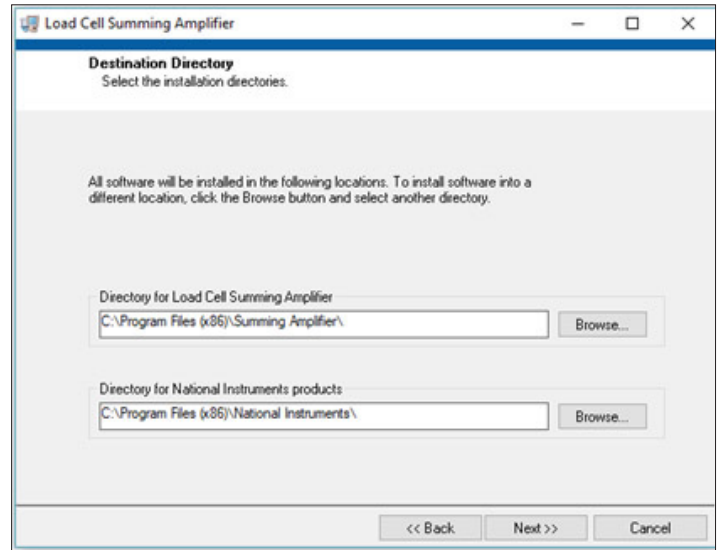 Load Cell Summing Amplifier
Destination Directory
Select the installation directories.
All software will be installed in the following locations. To install software into a
different location, click the Browse button and select another directory.
Directory for Load Cell Summing Amplifier
C:\Program Files (x86)\Summing Amplifier\
Browse...
Directory for National Instruments products
C:\Program Files (x86)\National Instruments\
Browse...
<< Back
Next >>
Cancel